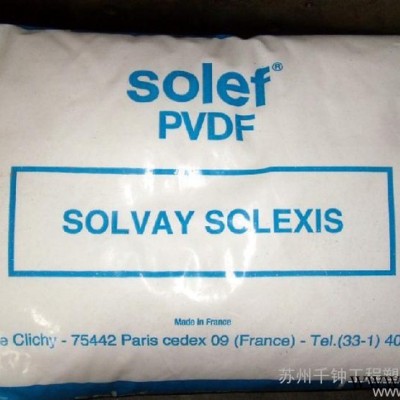 solef®
PVDF
SOLVAY SOLEXIS
Made in France
e Clichy - 75442 Paris cedex 09 (France) - Tel.(33-1) 40
苏州千钟工程塑